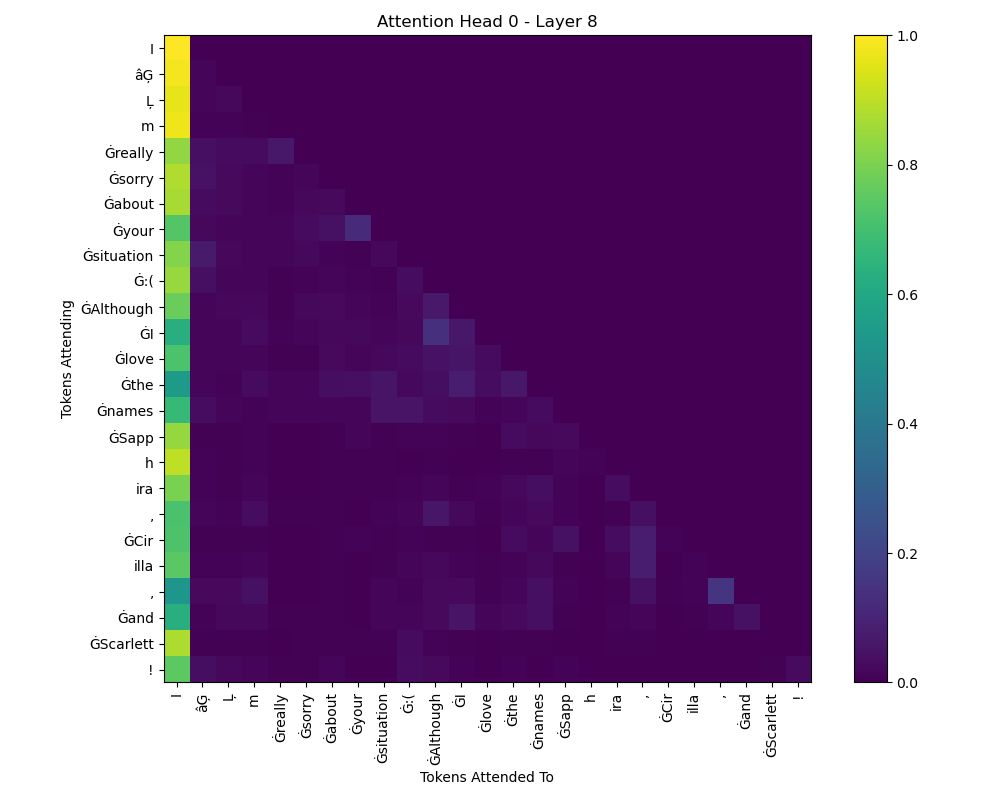 Attention Head 0 - Layer 8
I
âĢ
Ļ
m
Ġreally
Ġsorry
Ġabout
Ġyour
Ġsituation
Ġ:(
ĠAlthough
ĠI
Ġlove
Ġthe
Ġnames
ĠSapp
h
ira
,
ĠCir
illa
,
Ġand
ĠScarlett
!
Tokens Attending
I
âĢ
Ļ
m
Ġreally
Ġsorry
Ġabout
Ġyour
Ġsituation
Ġ:(
ĠAlthough
ĠI
Ġlove
Ġthe
Ġnames
ĠSapp
h
ira
,
ĠCir
illa
,
Ġand
ĠScarlett
!
Tokens Attended To
1.0
0.8
0.6
0.4
0.2
0.0